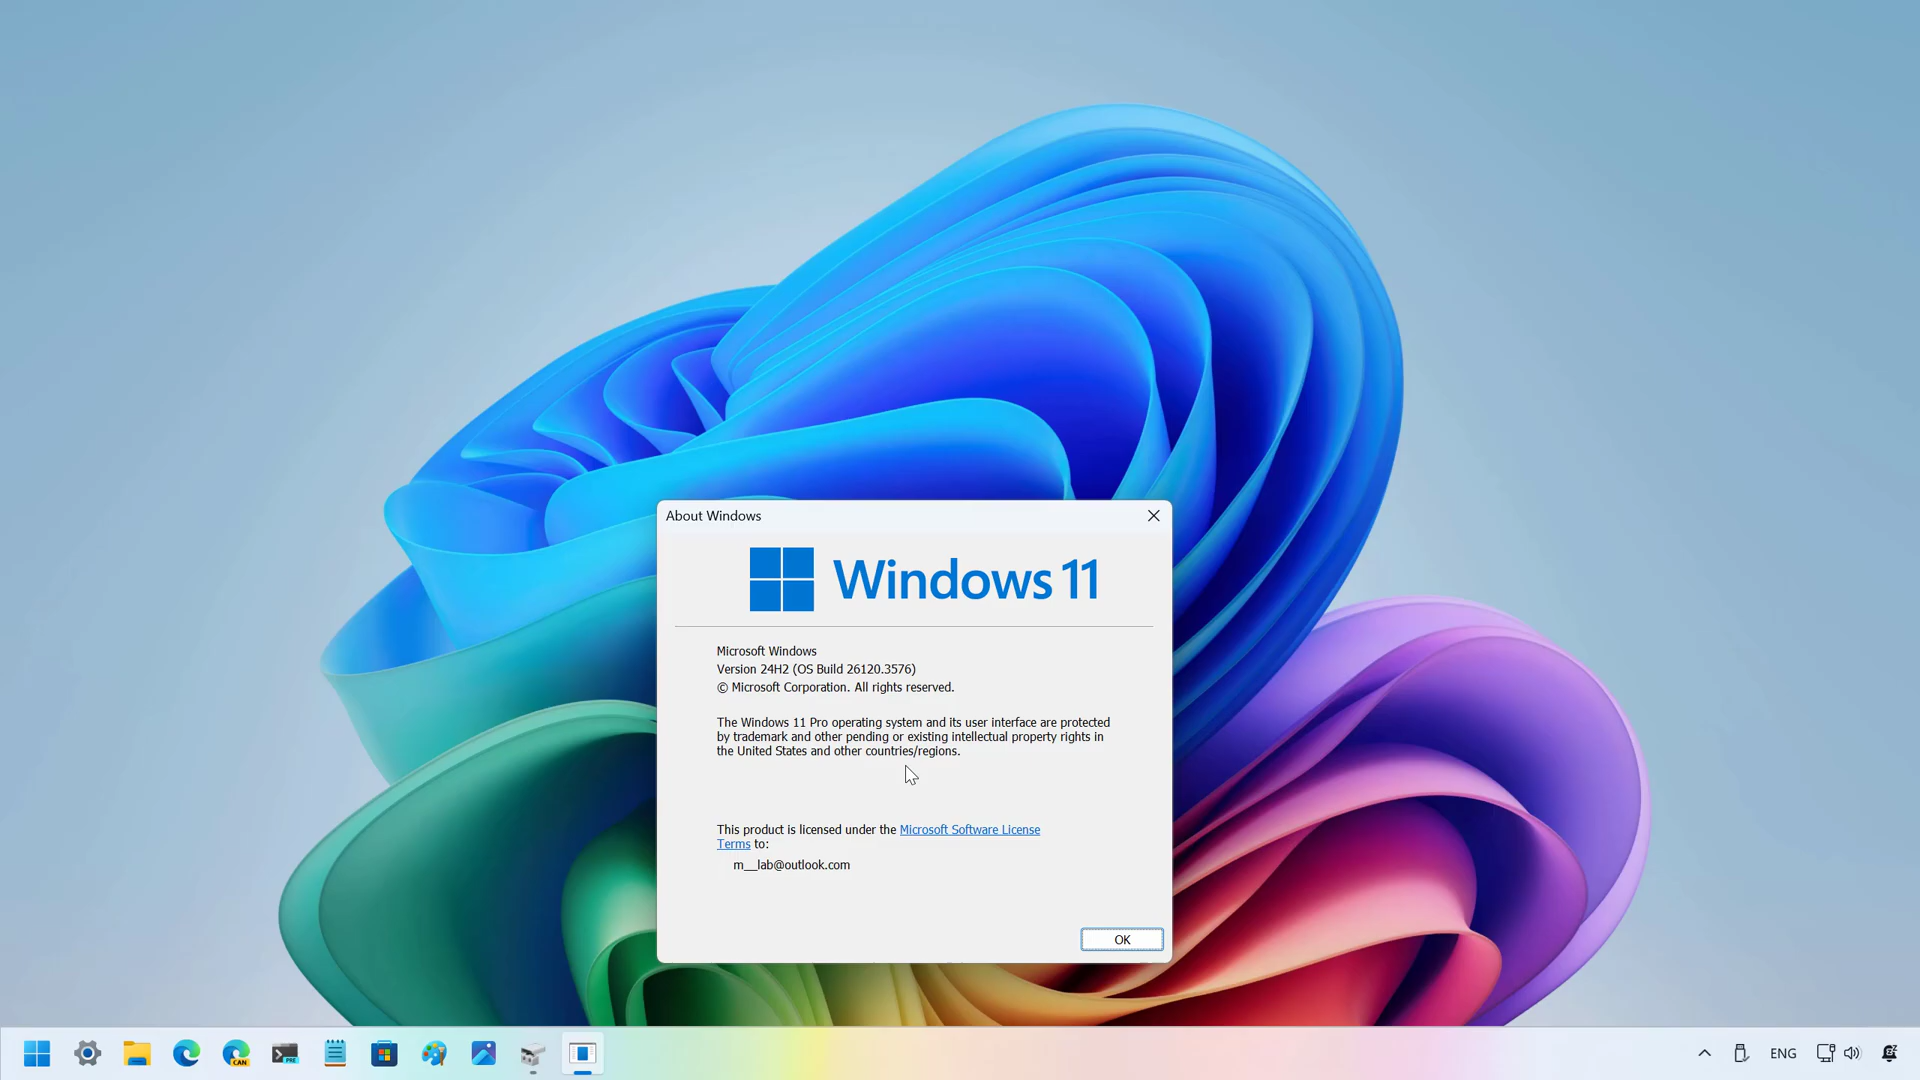 About Windows
Windows 11
Microsoft Windows
Version 24H2 (OS Build 26120.3576)
© Microsoft Corporation. All rights reserved.
The Windows 11 Pro operating system and its user interface are protected
by trademark and other pending or existing intellectual property rights in
the United States and other countries/regions.
This product is licensed under the Microsoft Software License
Terms to:
m__lab@outlook.com
OK
CAN
PRE
ENG